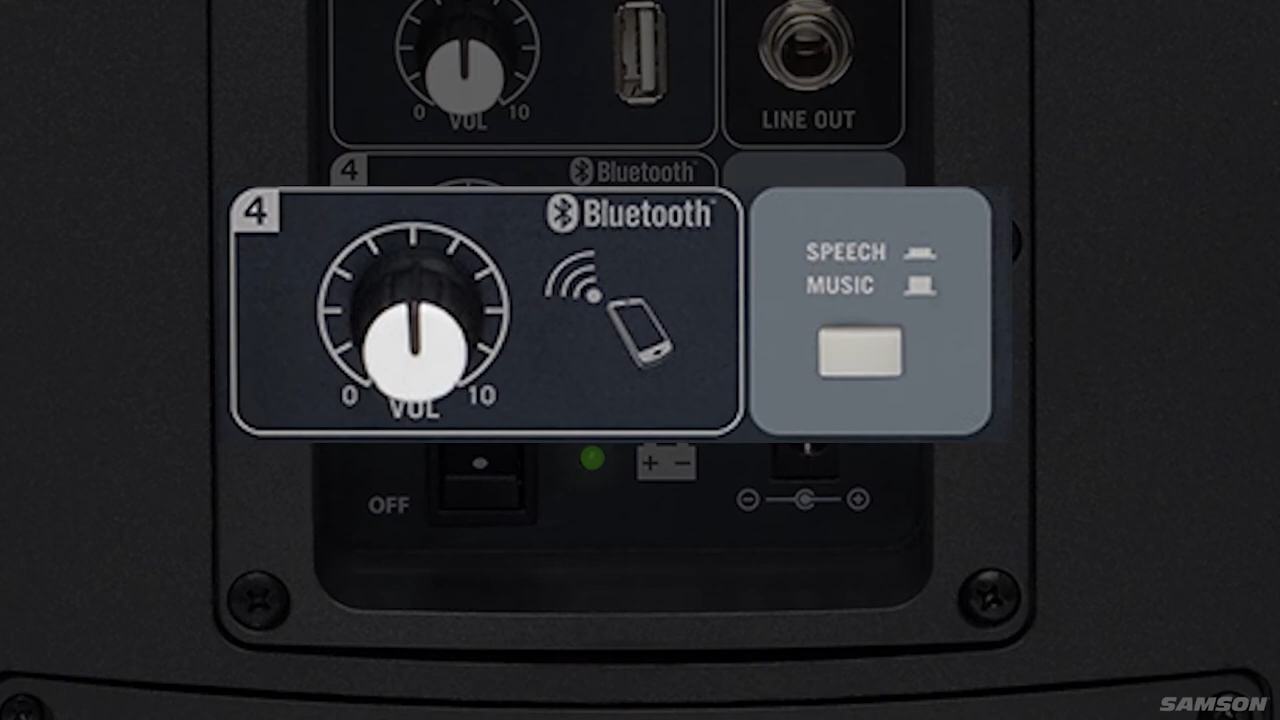 0 VOL 10
LINE OUT
4 Bluetooth
4 Bluetooth
SPEECH
MUSIC
0 VOL 10
OFF
SAMSON